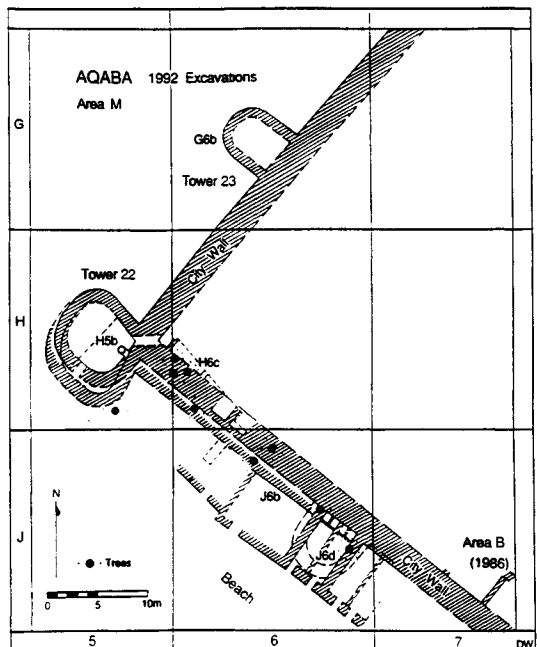 AQABA 1992 Excavations
Area M
G
G6b
Tower 23
City Wall
Tower 22
H
H5b
H6c
N
J6b
J
J6d
Area B
(1986)
Trees
City Wall
Beach
0 5 10m
5 6 7 DW